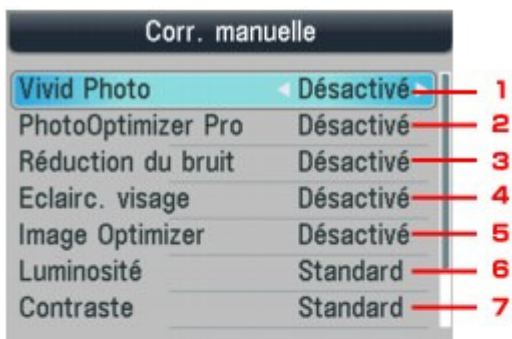 Corr. manuelle
Vivid Photo Désactivé 1
PhotoOptimizer Pro Désactivé 2
Réduction du bruit Désactivé 3
Eclairc. visage Désactivé 4
Image Optimizer Désactivé 5
Luminosité Standard 6
Contraste Standard 7